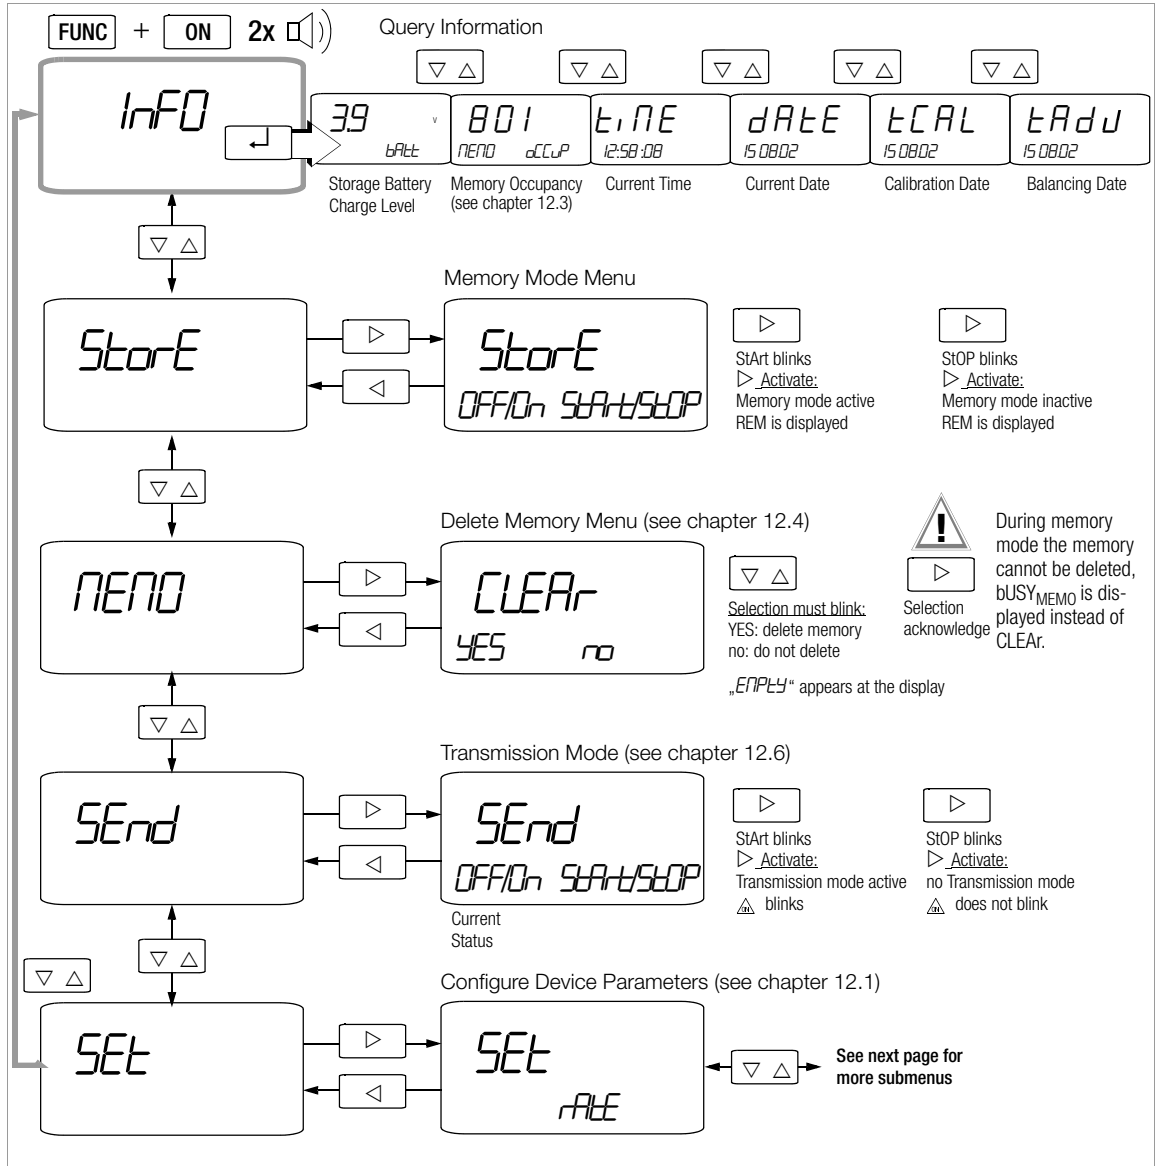 FUNC + ON 2x Query Information
InFO
3.9 V
bAtt
801
MEMO oCCuP
tiME
12:58:08
dAtE
15.08.02
tCAL
15.08.02
tAdJ
15.08.02
Storage Battery
Charge Level
Memory Occupancy
(see chapter 12.3)
Current Time
Current Date
Calibration Date
Balancing Date
Memory Mode Menu
StorE
StorE
OFF/On StArt/StOP
StArt blinks
▷ Activate:
Memory mode active
REM is displayed
StOP blinks
▷ Activate:
Memory mode inactive
REM is displayed
Delete Memory Menu (see chapter 12.4)
MEMO
CLEAr
YES no
Selection must blink:
YES: delete memory
no: do not delete
„EMPtY“ appears at the display
!
Selection
acknowledge
During memory
mode the memory
cannot be deleted,
bUSYMEMO is dis-
played instead of
CLEAr.
Transmission Mode (see chapter 12.6)
SEnd
SEnd
OFF/On StArt/StOP
Current
Status
StArt blinks
▷ Activate:
Transmission mode active
ON blinks
StOP blinks
▷ Activate:
no Transmission mode
ON does not blink
Configure Device Parameters (see chapter 12.1)
SEt
SEt
rAtE
See next page for
more submenus